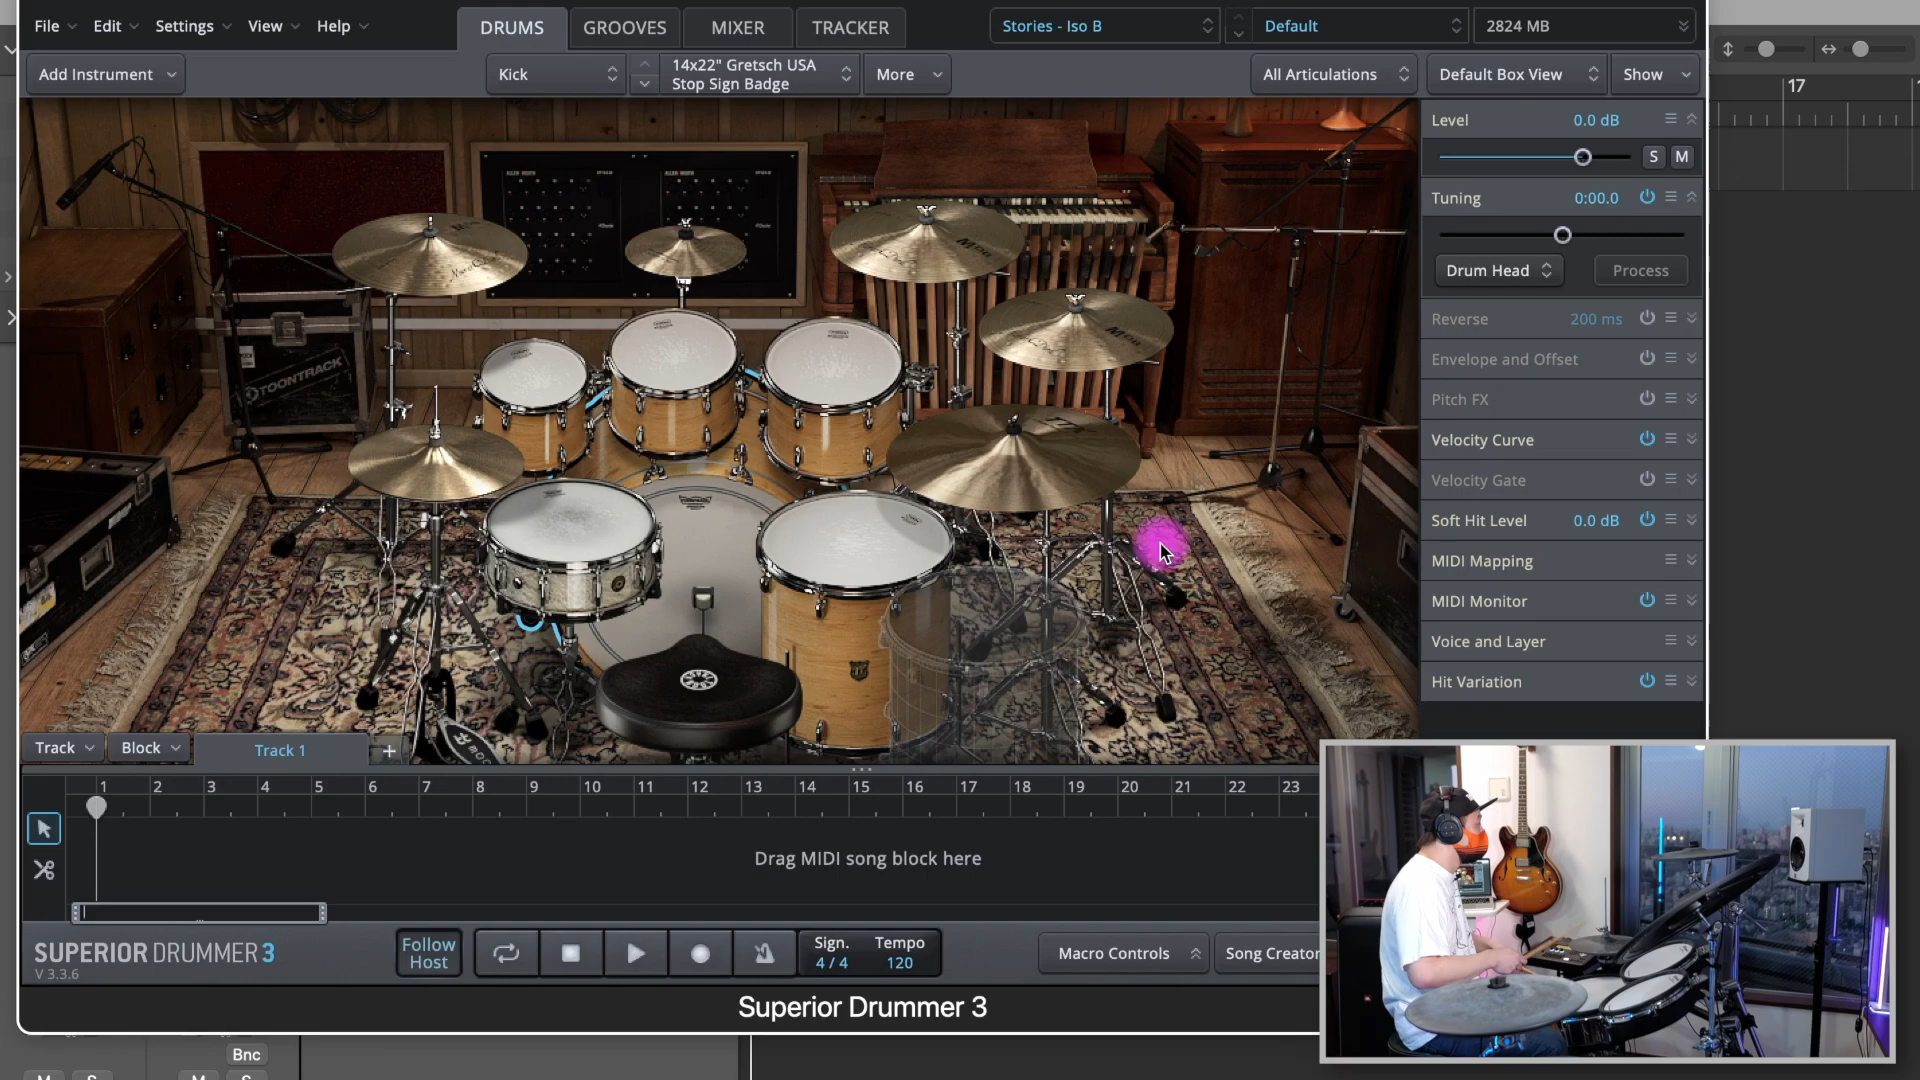 File Edit Settings View Help
DRUMS GROOVES MIXER TRACKER
Stories - Iso B
Default
2824 MB
Add Instrument
Kick
14x22" Gretsch USA
Stop Sign Badge
More
All Articulations
Default Box View
Show
17
Level 0.0 dB
S M
Tuning 0:00.0
Drum Head Process
Reverse 200 ms
Envelope and Offset
Pitch FX
Velocity Curve
Velocity Gate
Soft Hit Level 0.0 dB
MIDI Mapping
MIDI Monitor
Voice and Layer
Hit Variation
TOONTRACK
Track Block Track 1 +
1 2 3 4 5 6 7 8 9 10 11 12 13 14 15 16 17 18 19 20 21 22 23
Drag MIDI song block here
SUPERIOR DRUMMER 3
V 3.3.6
Follow
Host
Sign. Tempo
4 / 4 120
Macro Controls
Song Creator
Superior Drummer 3
Bnc
M S M S